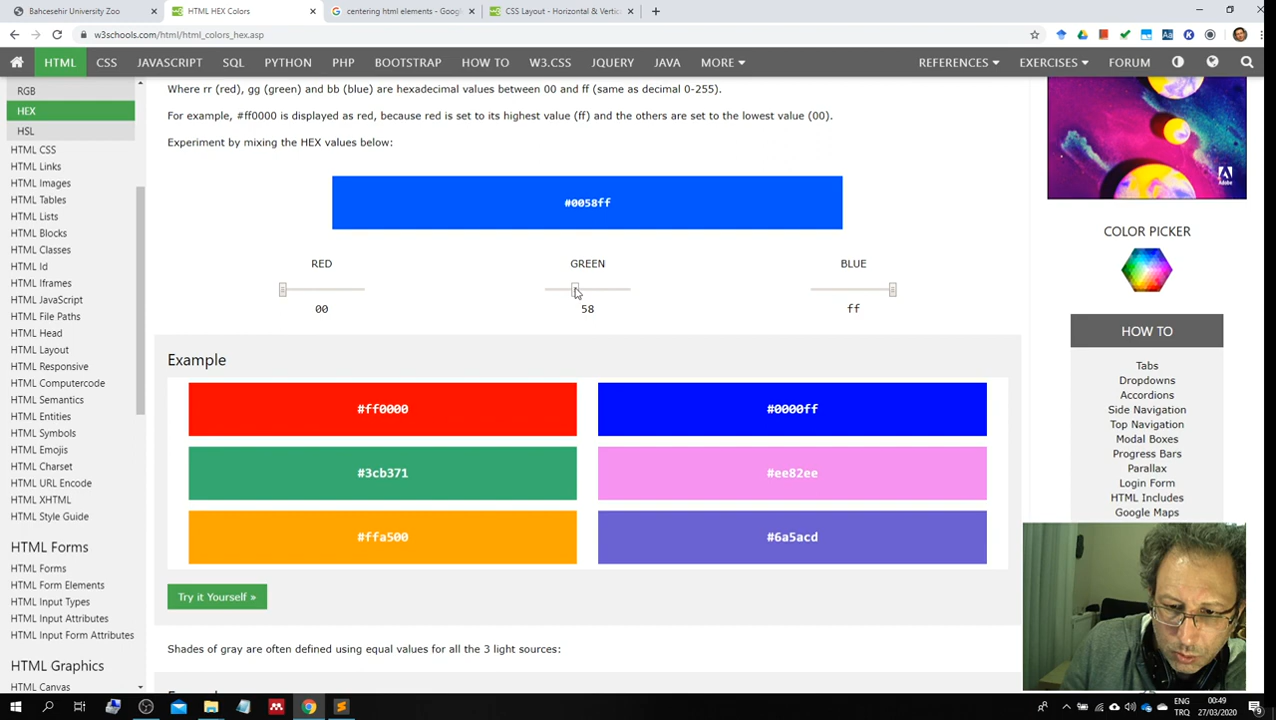 Bahcesehir University Zoo
HTML HEX Colors
centering html elements - Googl
CSS Layout - Horizontal & Vertic
w3schools.com/html/html_colors_hex.asp
HTML CSS JAVASCRIPT SQL PYTHON PHP BOOTSTRAP HOW TO W3.CSS JQUERY JAVA MORE REFERENCES EXERCISES FORUM
RGB
HEX
HSL
HTML CSS
HTML Links
HTML Images
HTML Tables
HTML Lists
HTML Blocks
HTML Classes
HTML Id
HTML Iframes
HTML JavaScript
HTML File Paths
HTML Head
HTML Layout
HTML Responsive
HTML Computercode
HTML Semantics
HTML Entities
HTML Symbols
HTML Emojis
HTML Charset
HTML URL Encode
HTML XHTML
HTML Style Guide
HTML Forms
HTML Forms
HTML Form Elements
HTML Input Types
HTML Input Attributes
HTML Input Form Attributes
HTML Graphics
HTML Canvas
Where rr (red), gg (green) and bb (blue) are hexadecimal values between 00 and ff (same as decimal 0-255).
For example, #ff0000 is displayed as red, because red is set to its highest value (ff) and the others are set to the lowest value (00).
Experiment by mixing the HEX values below:
#0058ff
RED GREEN BLUE
00 58 ff
Example
#ff0000 #0000ff
#3cb371 #ee82ee
#ffa500 #6a5acd
Try it Yourself »
Shades of gray are often defined using equal values for all the 3 light sources:
Adobe
COLOR PICKER
HOW TO
Tabs
Dropdowns
Accordions
Side Navigation
Top Navigation
Modal Boxes
Progress Bars
Parallax
Login Form
HTML Includes
Google Maps
ENG
TRQ
00:49
27/03/2020